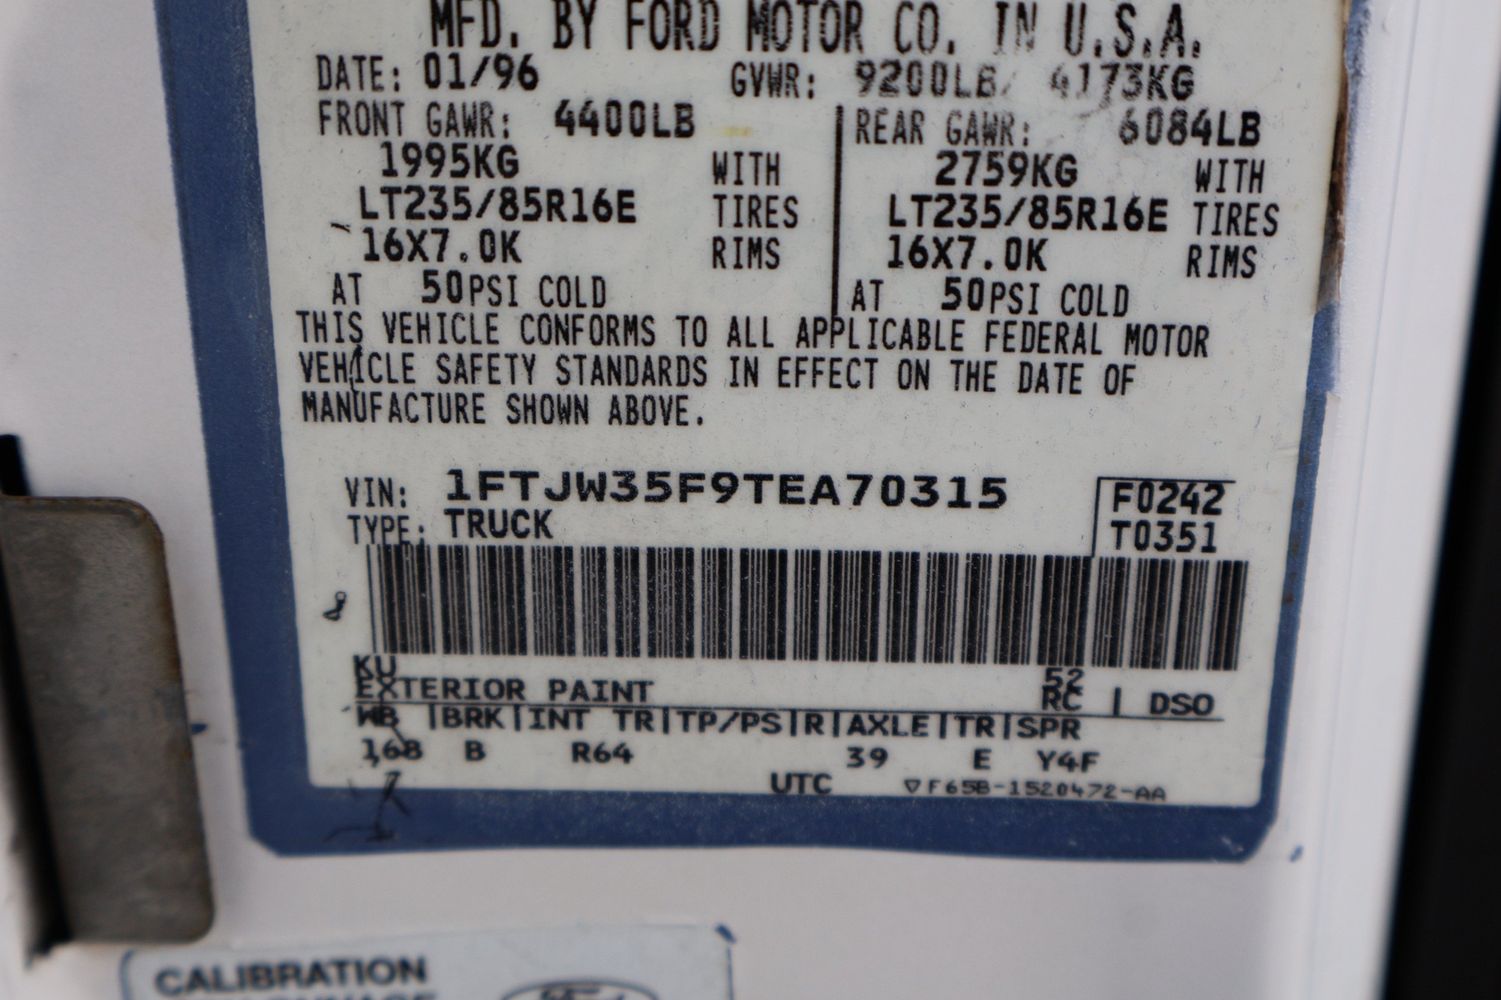 MFD. BY FORD MOTOR CO. IN U.S.A.
DATE: 01/96 GVWR: 9200LB/ 4173KG
FRONT GAWR: 4400LB REAR GAWR: 6084LB
1995KG WITH 2759KG WITH
LT235/85R16E TIRES LT235/85R16E TIRES
16X7.0K RIMS 16X7.0K RIMS
AT 50PSI COLD AT 50PSI COLD
THIS VEHICLE CONFORMS TO ALL APPLICABLE FEDERAL MOTOR
VEHICLE SAFETY STANDARDS IN EFFECT ON THE DATE OF
MANUFACTURE SHOWN ABOVE.
VIN: 1FTJW35F9TEA70315 F0242
TYPE: TRUCK T0351
KU 52
EXTERIOR PAINT RC | DSO
WB |BRK|INT TR|TP/PS|R|AXLE|TR|SPR
168 B R64 39 E Y4F
UTC ▽F65B-1520472-AA
CALIBRATION